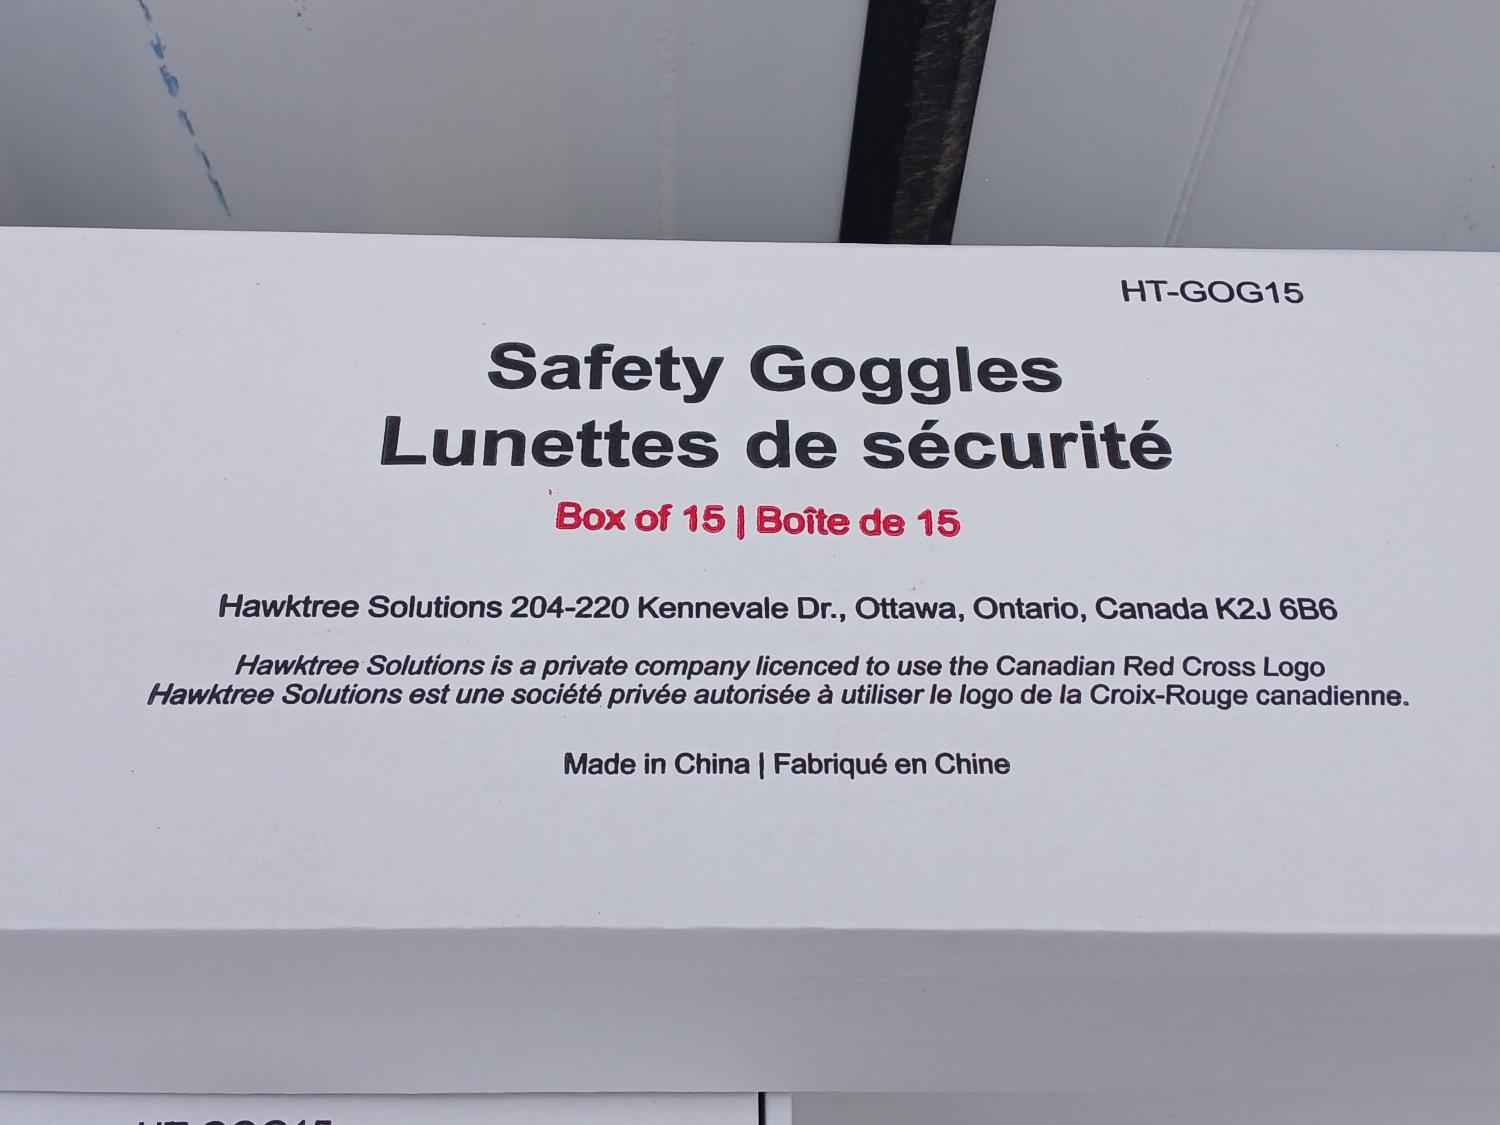 HT-GOG15
Safety Goggles
Lunettes de sécurité
Box of 15 | Boîte de 15
Hawktree Solutions 204-220 Kennevale Dr., Ottawa, Ontario, Canada K2J 6B6
Hawktree Solutions is a private company licenced to use the Canadian Red Cross Logo
Hawktree Solutions est une société privée autorisée à utiliser le logo de la Croix-Rouge canadienne.
Made in China | Fabriqué en Chine
HT-GOG15